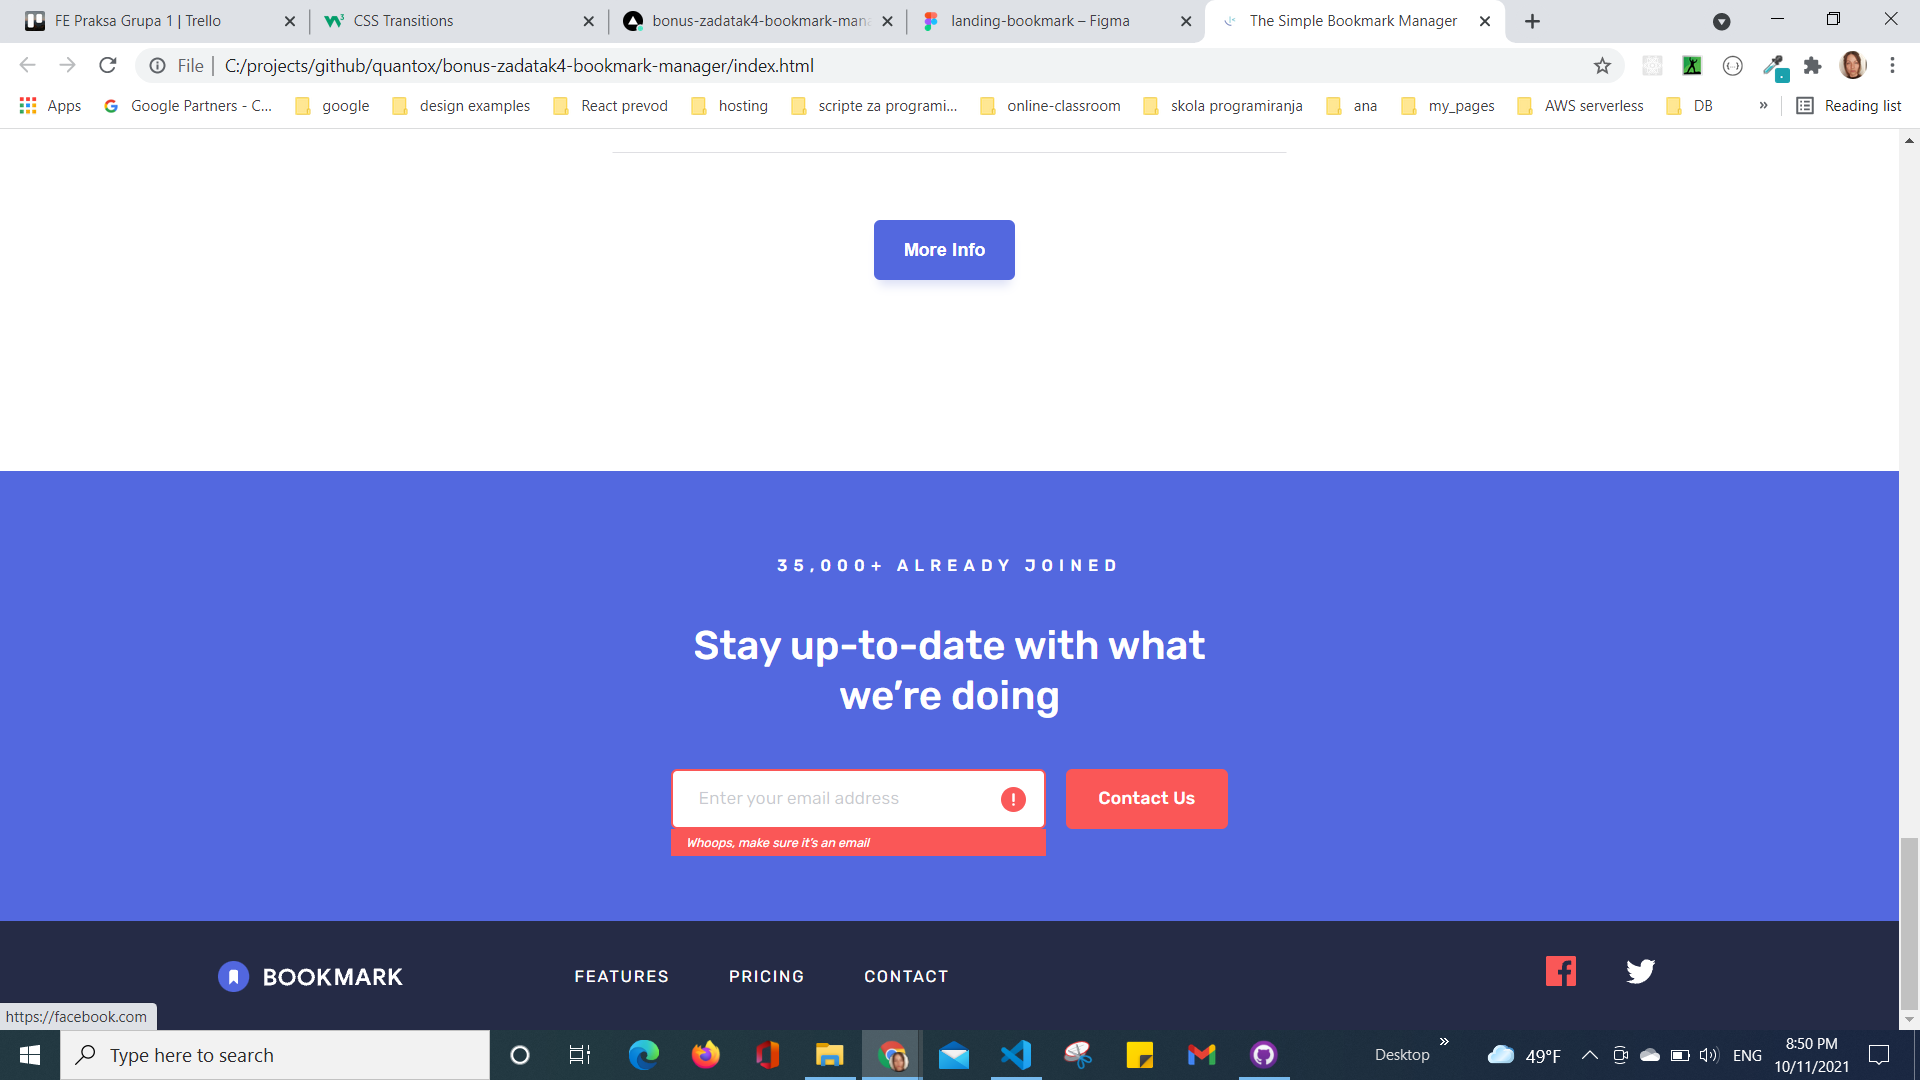 FE Praksa Grupa 1 | Trello
CSS Transitions
bonus-zadatak4-bookmark-mana
landing-bookmark – Figma
The Simple Bookmark Manager
File | C:/projects/github/quantox/bonus-zadatak4-bookmark-manager/index.html
Apps
Google Partners - C...
google
design examples
React prevod
hosting
scripte za programi...
online-classroom
skola programiranja
ana
my_pages
AWS serverless
DB
»
Reading list
More Info
35,000+ ALREADY JOINED
Stay up-to-date with what
we’re doing
Enter your email address
Contact Us
Whoops, make sure it’s an email
BOOKMARK
FEATURES
PRICING
CONTACT
https://facebook.com
Type here to search
Desktop
»
49°F
ENG
8:50 PM
10/11/2021